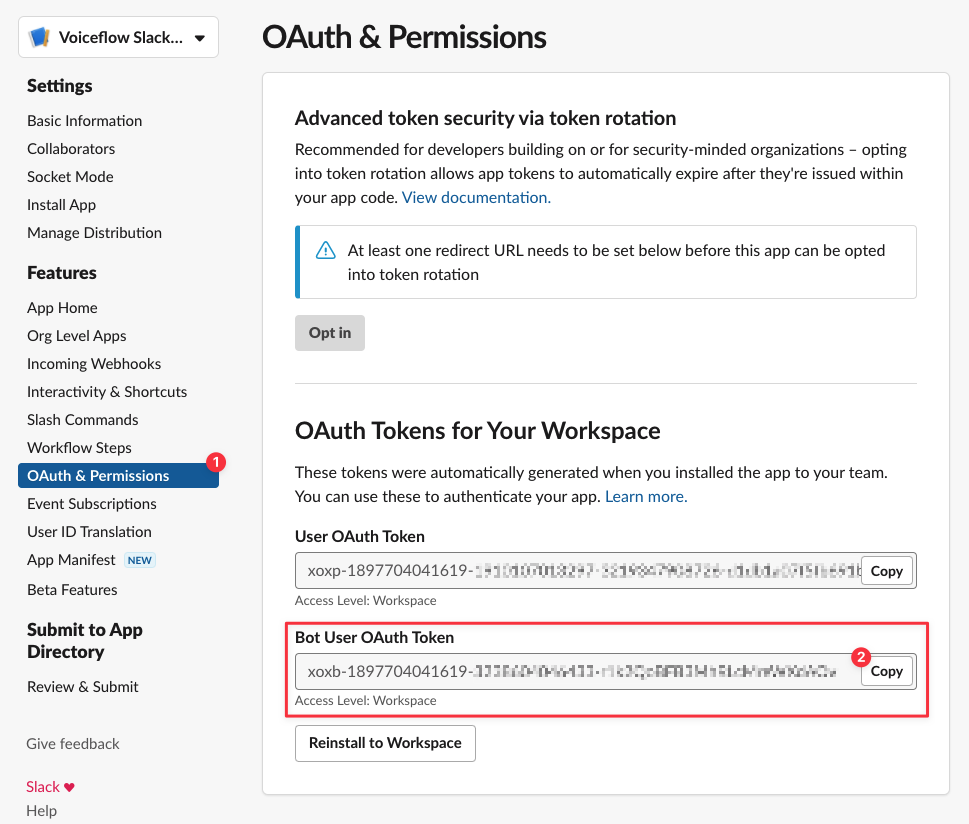 Voiceflow Slack...
Settings
Basic Information
Collaborators
Socket Mode
Install App
Manage Distribution
Features
App Home
Org Level Apps
Incoming Webhooks
Interactivity & Shortcuts
Slash Commands
Workflow Steps
1
OAuth & Permissions
Event Subscriptions
User ID Translation
App Manifest NEW
Beta Features
Submit to App
Directory
Review & Submit
Give feedback
Slack ♥
Help
OAuth & Permissions
Advanced token security via token rotation
Recommended for developers building on or for security-minded organizations – opting
into token rotation allows app tokens to automatically expire after they're issued within
your app code. View documentation.
At least one redirect URL needs to be set below before this app can be opted
into token rotation
Opt in
OAuth Tokens for Your Workspace
These tokens were automatically generated when you installed the app to your team.
You can use these to authenticate your app. Learn more.
User OAuth Token
xoxp-1897704041619- Copy
Access Level: Workspace
Bot User OAuth Token
xoxb-1897704041619- 2 Copy
Access Level: Workspace
Reinstall to Workspace